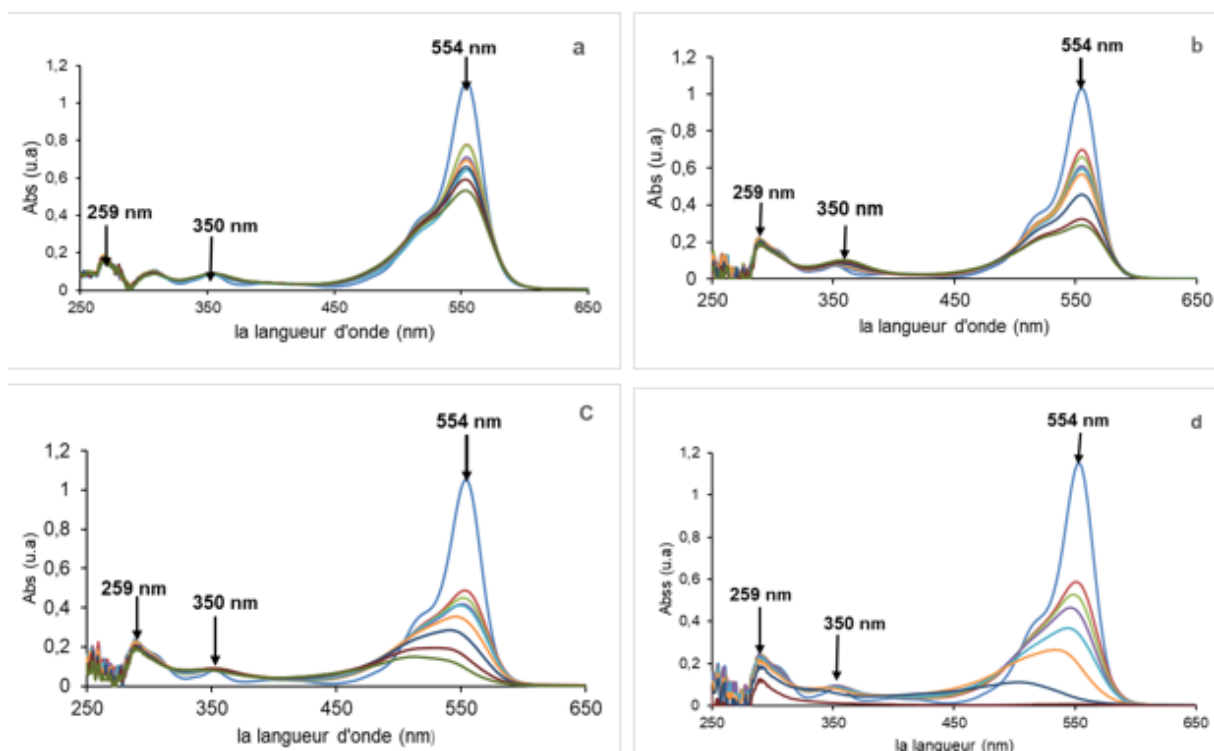 a
554 nm
1,2
1
0,8
0,6
0,4
0,2
0
Abs (u.a)
259 nm
350 nm
250 350 450 550 650
la langueur d'onde (nm)
b
554 nm
1,2
1
0,8
0,6
0,4
0,2
0
Abs (u.a)
259 nm
350 nm
250 350 450 550 650
la langueur d'onde (nm)
C
554 nm
1,2
1
0,8
0,6
0,4
0,2
0
Abs (u.a)
259 nm
350 nm
250 350 450 550 650
la langueur d'onde (nm)
d
554 nm
1,2
1
0,8
0,6
0,4
0,2
0
Abss (u.a)
259 nm
350 nm
250 350 450 550 650
la langueur (nm)